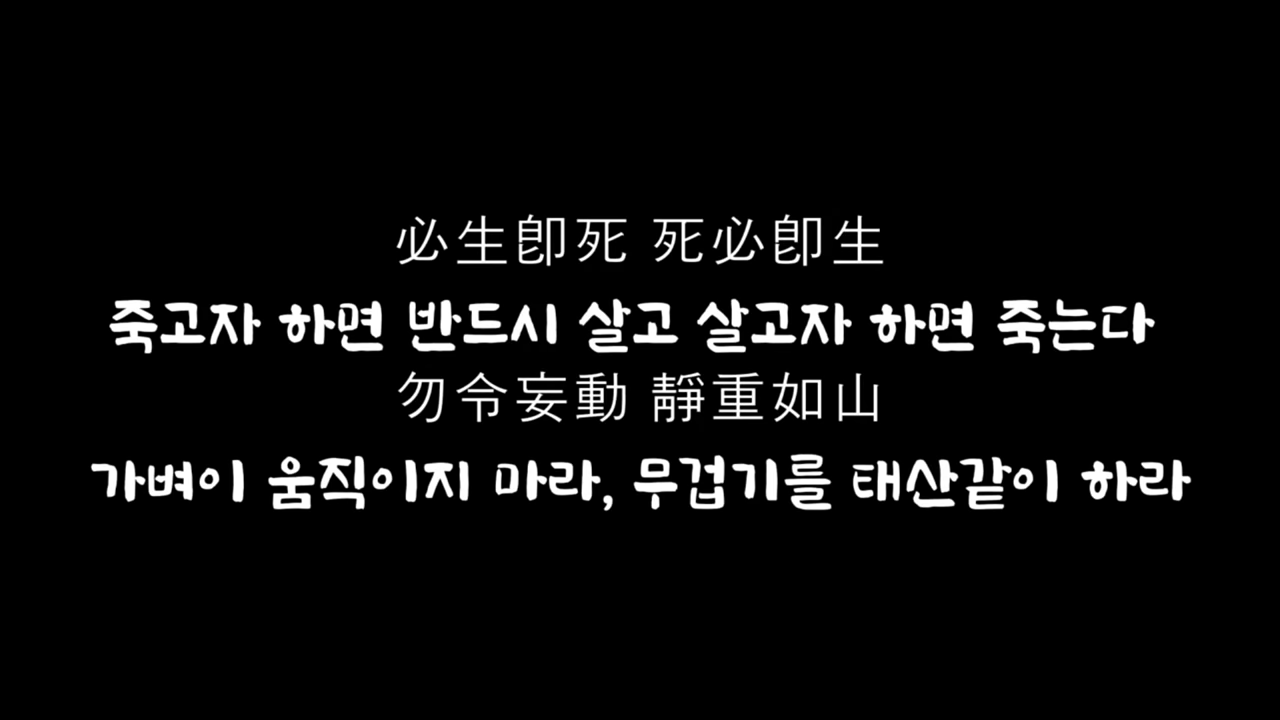 必生卽死 死必卽生
죽고자 하면 반드시 살고 살고자 하면 죽는다
勿令妄動 靜重如山
가벼이 움직이지 마라, 무겁기를 태산같이 하라